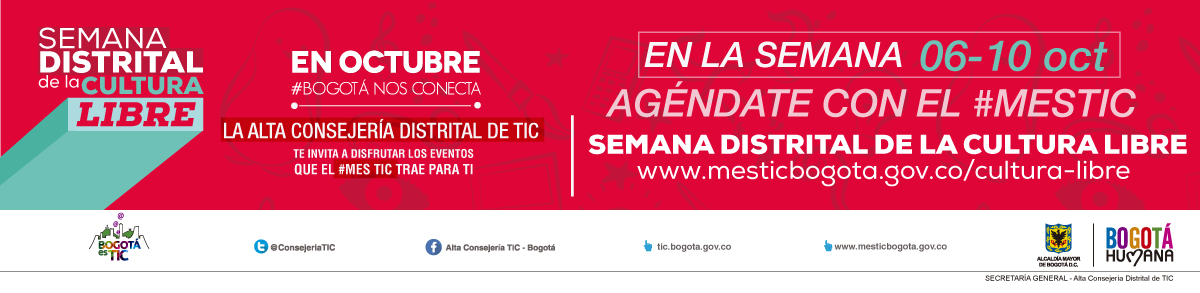 SEMANA
DISTRITAL
de la CULTURA
LIBRE
EN OCTUBRE
#BOGOTÁ NOS CONECTA
LA ALTA CONSEJERÍA DISTRITAL DE TIC
TE INVITA A DISFRUTAR LOS EVENTOS
QUE EL #MES TIC TRAE PARA TI
EN LA SEMANA 06-10 oct
AGÉNDATE CON EL #MESTIC
SEMANA DISTRITAL DE LA CULTURA LIBRE
www.mesticbogota.gov.co/cultura-libre
@ @ @
BOGOTÁ
es TIC
@ConsejeriaTIC
Alta Consejería TIC - Bogotá
tic.bogota.gov.co
www.mesticbogota.gov.co
ALCALDÍA MAYOR
DE BOGOTÁ D.C.
BOGOTÁ
HUMANA
SECRETARÍA GENERAL - Alta Consejería Distrital de TIC